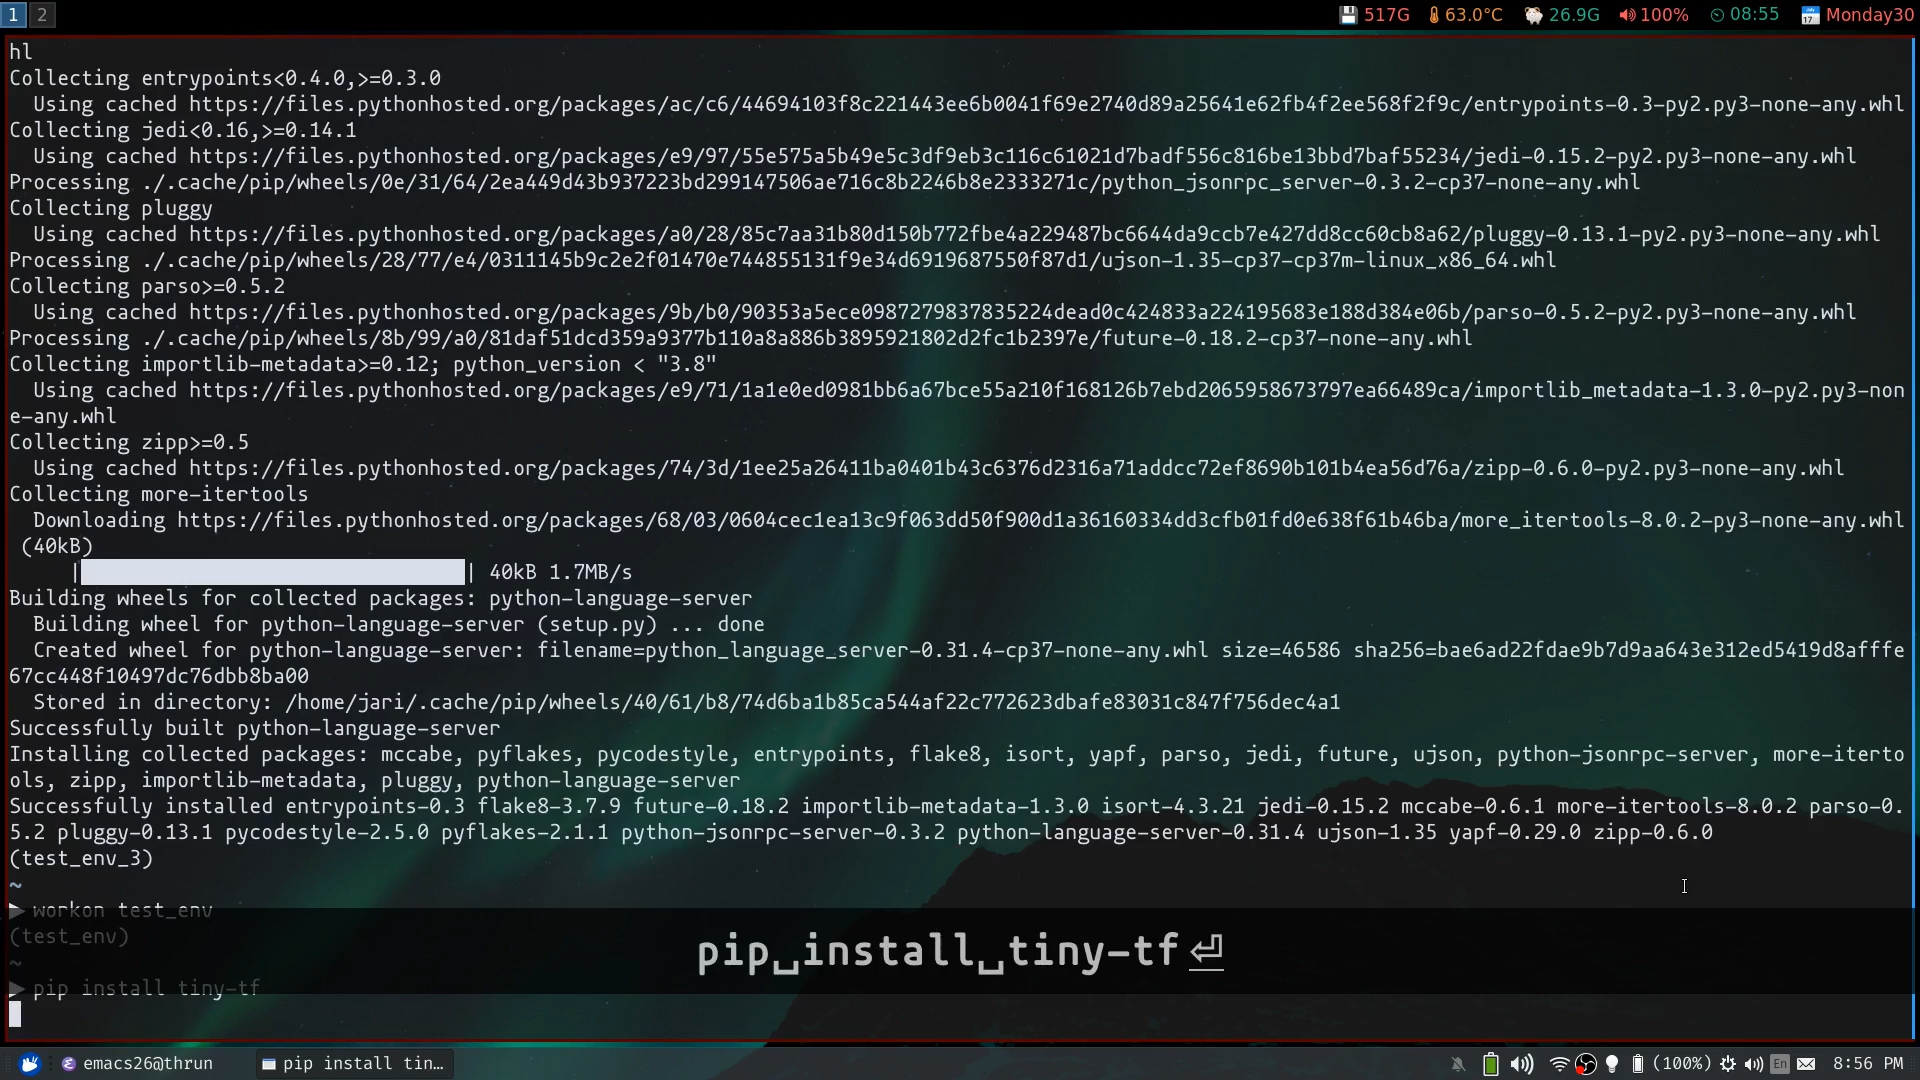 1 2 517G 63.0°C 26.9G 100% 08:55 Monday30
hl
Collecting entrypoints<0.4.0,>=0.3.0
  Using cached https://files.pythonhosted.org/packages/ac/c6/44694103f8c221443ee6b0041f69e2740d89a25641e62fb4f2ee568f2f9c/entrypoints-0.3-py2.py3-none-any.whl
Collecting jedi<0.16,>=0.14.1
  Using cached https://files.pythonhosted.org/packages/e9/97/55e575a5b49e5c3df9eb3c116c61021d7badf556c816be13bbd7baf55234/jedi-0.15.2-py2.py3-none-any.whl
Processing ./.cache/pip/wheels/0e/31/64/2ea449d43b937223bd299147506ae716c8b2246b8e2333271c/python_jsonrpc_server-0.3.2-cp37-none-any.whl
Collecting pluggy
  Using cached https://files.pythonhosted.org/packages/a0/28/85c7aa31b80d150b772fbe4a229487bc6644da9ccb7e427dd8cc60cb8a62/pluggy-0.13.1-py2.py3-none-any.whl
Processing ./.cache/pip/wheels/28/77/e4/0311145b9c2e2f01470e744855131f9e34d6919687550f87d1/ujson-1.35-cp37-cp37m-linux_x86_64.whl
Collecting parso>=0.5.2
  Using cached https://files.pythonhosted.org/packages/9b/b0/90353a5ece0987279837835224dead0c424833a224195683e188d384e06b/parso-0.5.2-py2.py3-none-any.whl
Processing ./.cache/pip/wheels/8b/99/a0/81daf51dcd359a9377b110a8a886b3895921802d2fc1b2397e/future-0.18.2-cp37-none-any.whl
Collecting importlib-metadata>=0.12; python_version < "3.8"
  Using cached https://files.pythonhosted.org/packages/e9/71/1a1e0ed0981bb6a67bce55a210f168126b7ebd2065958673797ea66489ca/importlib_metadata-1.3.0-py2.py3-non
e-any.whl
Collecting zipp>=0.5
  Using cached https://files.pythonhosted.org/packages/74/3d/1ee25a26411ba0401b43c6376d2316a71addcc72ef8690b101b4ea56d76a/zipp-0.6.0-py2.py3-none-any.whl
Collecting more-itertools
  Downloading https://files.pythonhosted.org/packages/68/03/0604cec1ea13c9f063dd50f900d1a36160334dd3cfb01fd0e638f61b46ba/more_itertools-8.0.2-py3-none-any.whl
 (40kB)
     |████████████████████████████████| 40kB 1.7MB/s
Building wheels for collected packages: python-language-server
  Building wheel for python-language-server (setup.py) ... done
  Created wheel for python-language-server: filename=python_language_server-0.31.4-cp37-none-any.whl size=46586 sha256=bae6ad22fdae9b7d9aa643e312ed5419d8afffe
67cc448f10497dc76dbb8ba00
  Stored in directory: /home/jari/.cache/pip/wheels/40/61/b8/74d6ba1b85ca544af22c772623dbafe83031c847f756dec4a1
Successfully built python-language-server
Installing collected packages: mccabe, pyflakes, pycodestyle, entrypoints, flake8, isort, yapf, parso, jedi, future, ujson, python-jsonrpc-server, more-iterto
ols, zipp, importlib-metadata, pluggy, python-language-server
Successfully installed entrypoints-0.3 flake8-3.7.9 future-0.18.2 importlib-metadata-1.3.0 isort-4.3.21 jedi-0.15.2 mccabe-0.6.1 more-itertools-8.0.2 parso-0.
5.2 pluggy-0.13.1 pycodestyle-2.5.0 pyflakes-2.1.1 python-jsonrpc-server-0.3.2 python-language-server-0.31.4 ujson-1.35 yapf-0.29.0 zipp-0.6.0
(test_env_3)
~
▶ workon test_env
(test_env)
~
▶ pip install tiny-tf
pip␣install␣tiny-tf⏎
emacs26@thrun pip install tin... (100%) En 8:56 PM